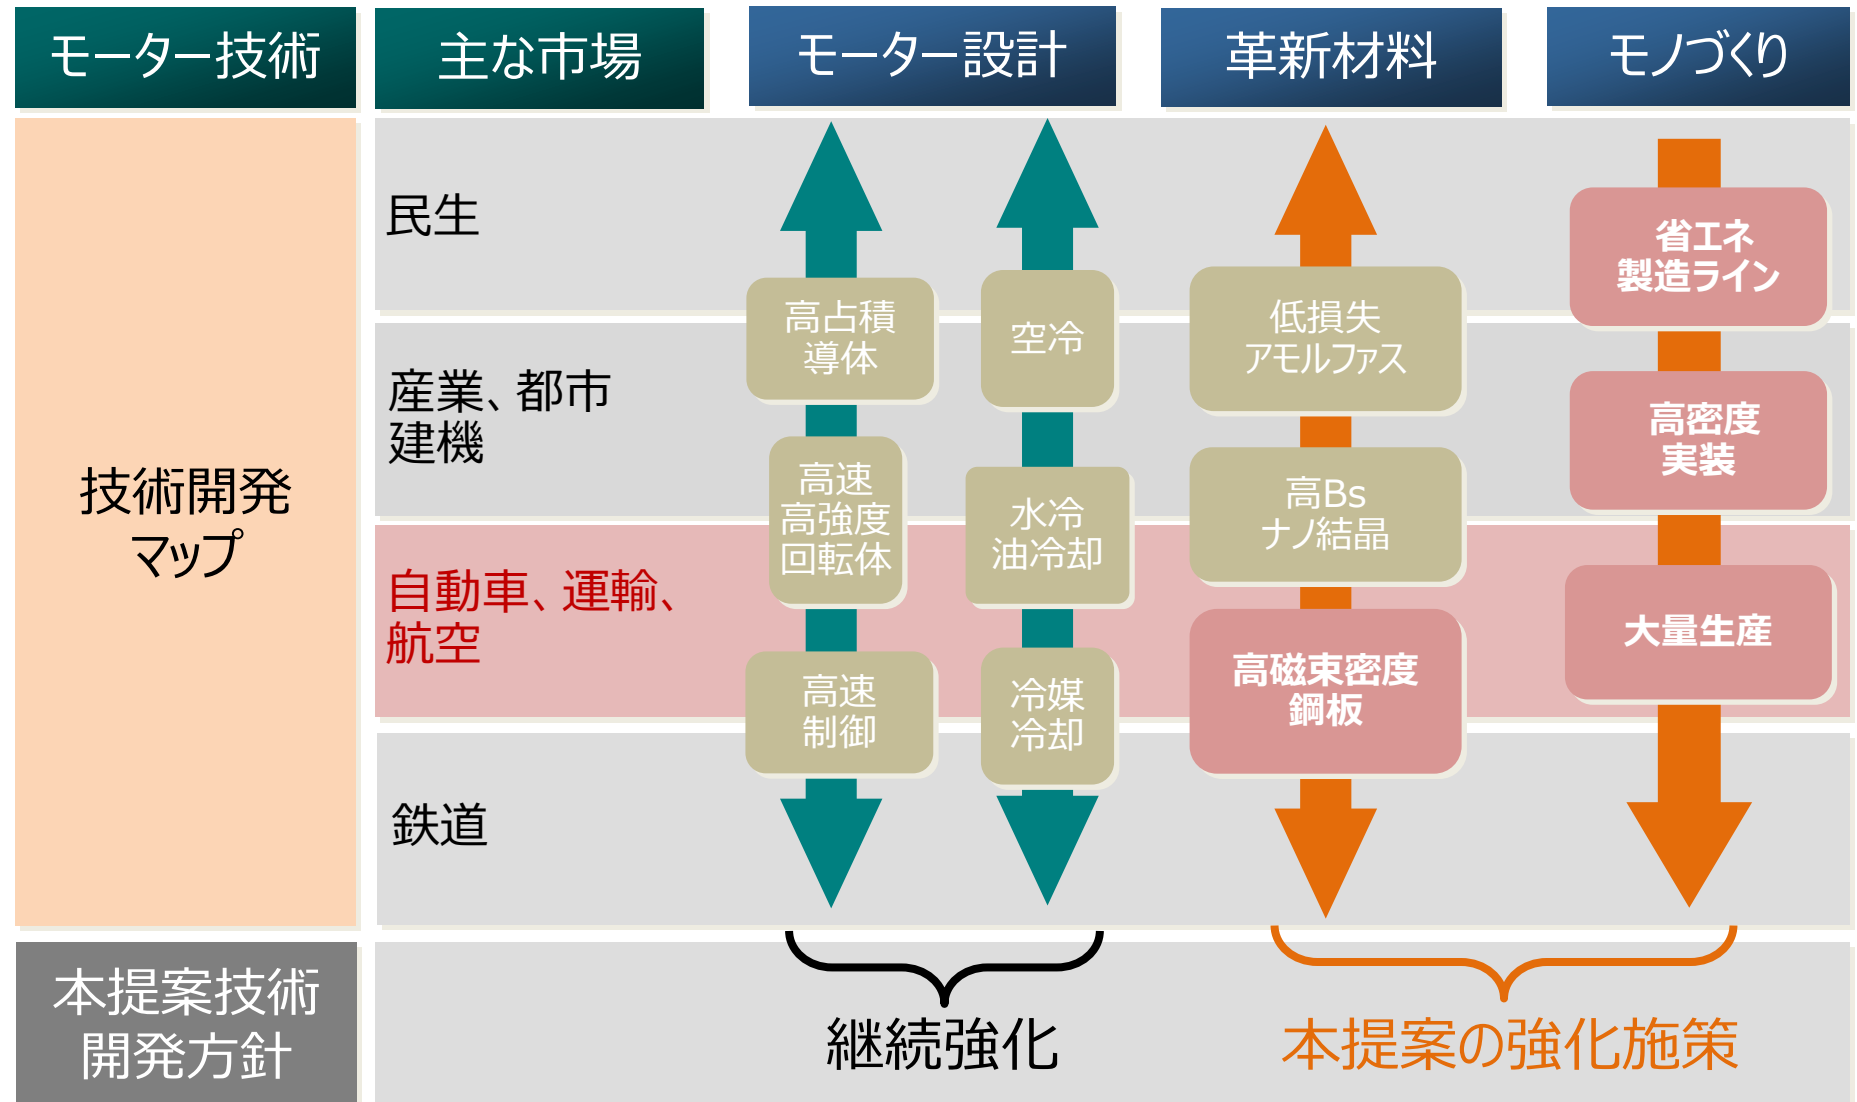 モーター技術
主な市場
モーター設計
革新材料
モノづくり
技術開発
マップ
民生
産業、都市
建機
自動車、運輸、
航空
鉄道
高占積
導体
高速
高強度
回転体
高速
制御
空冷
水冷
油冷却
冷媒
冷却
低損失
アモルファス
高Bs
ナノ結晶
高磁束密度
鋼板
省エネ
製造ライン
高密度
実装
大量生産
本提案技術
開発方針
継続強化
本提案の強化施策